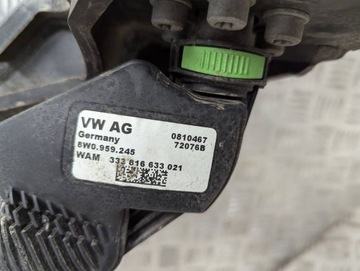 VW AG
Germany
8W0.959.245
WAM 333 816 633 021
0810467
72076B